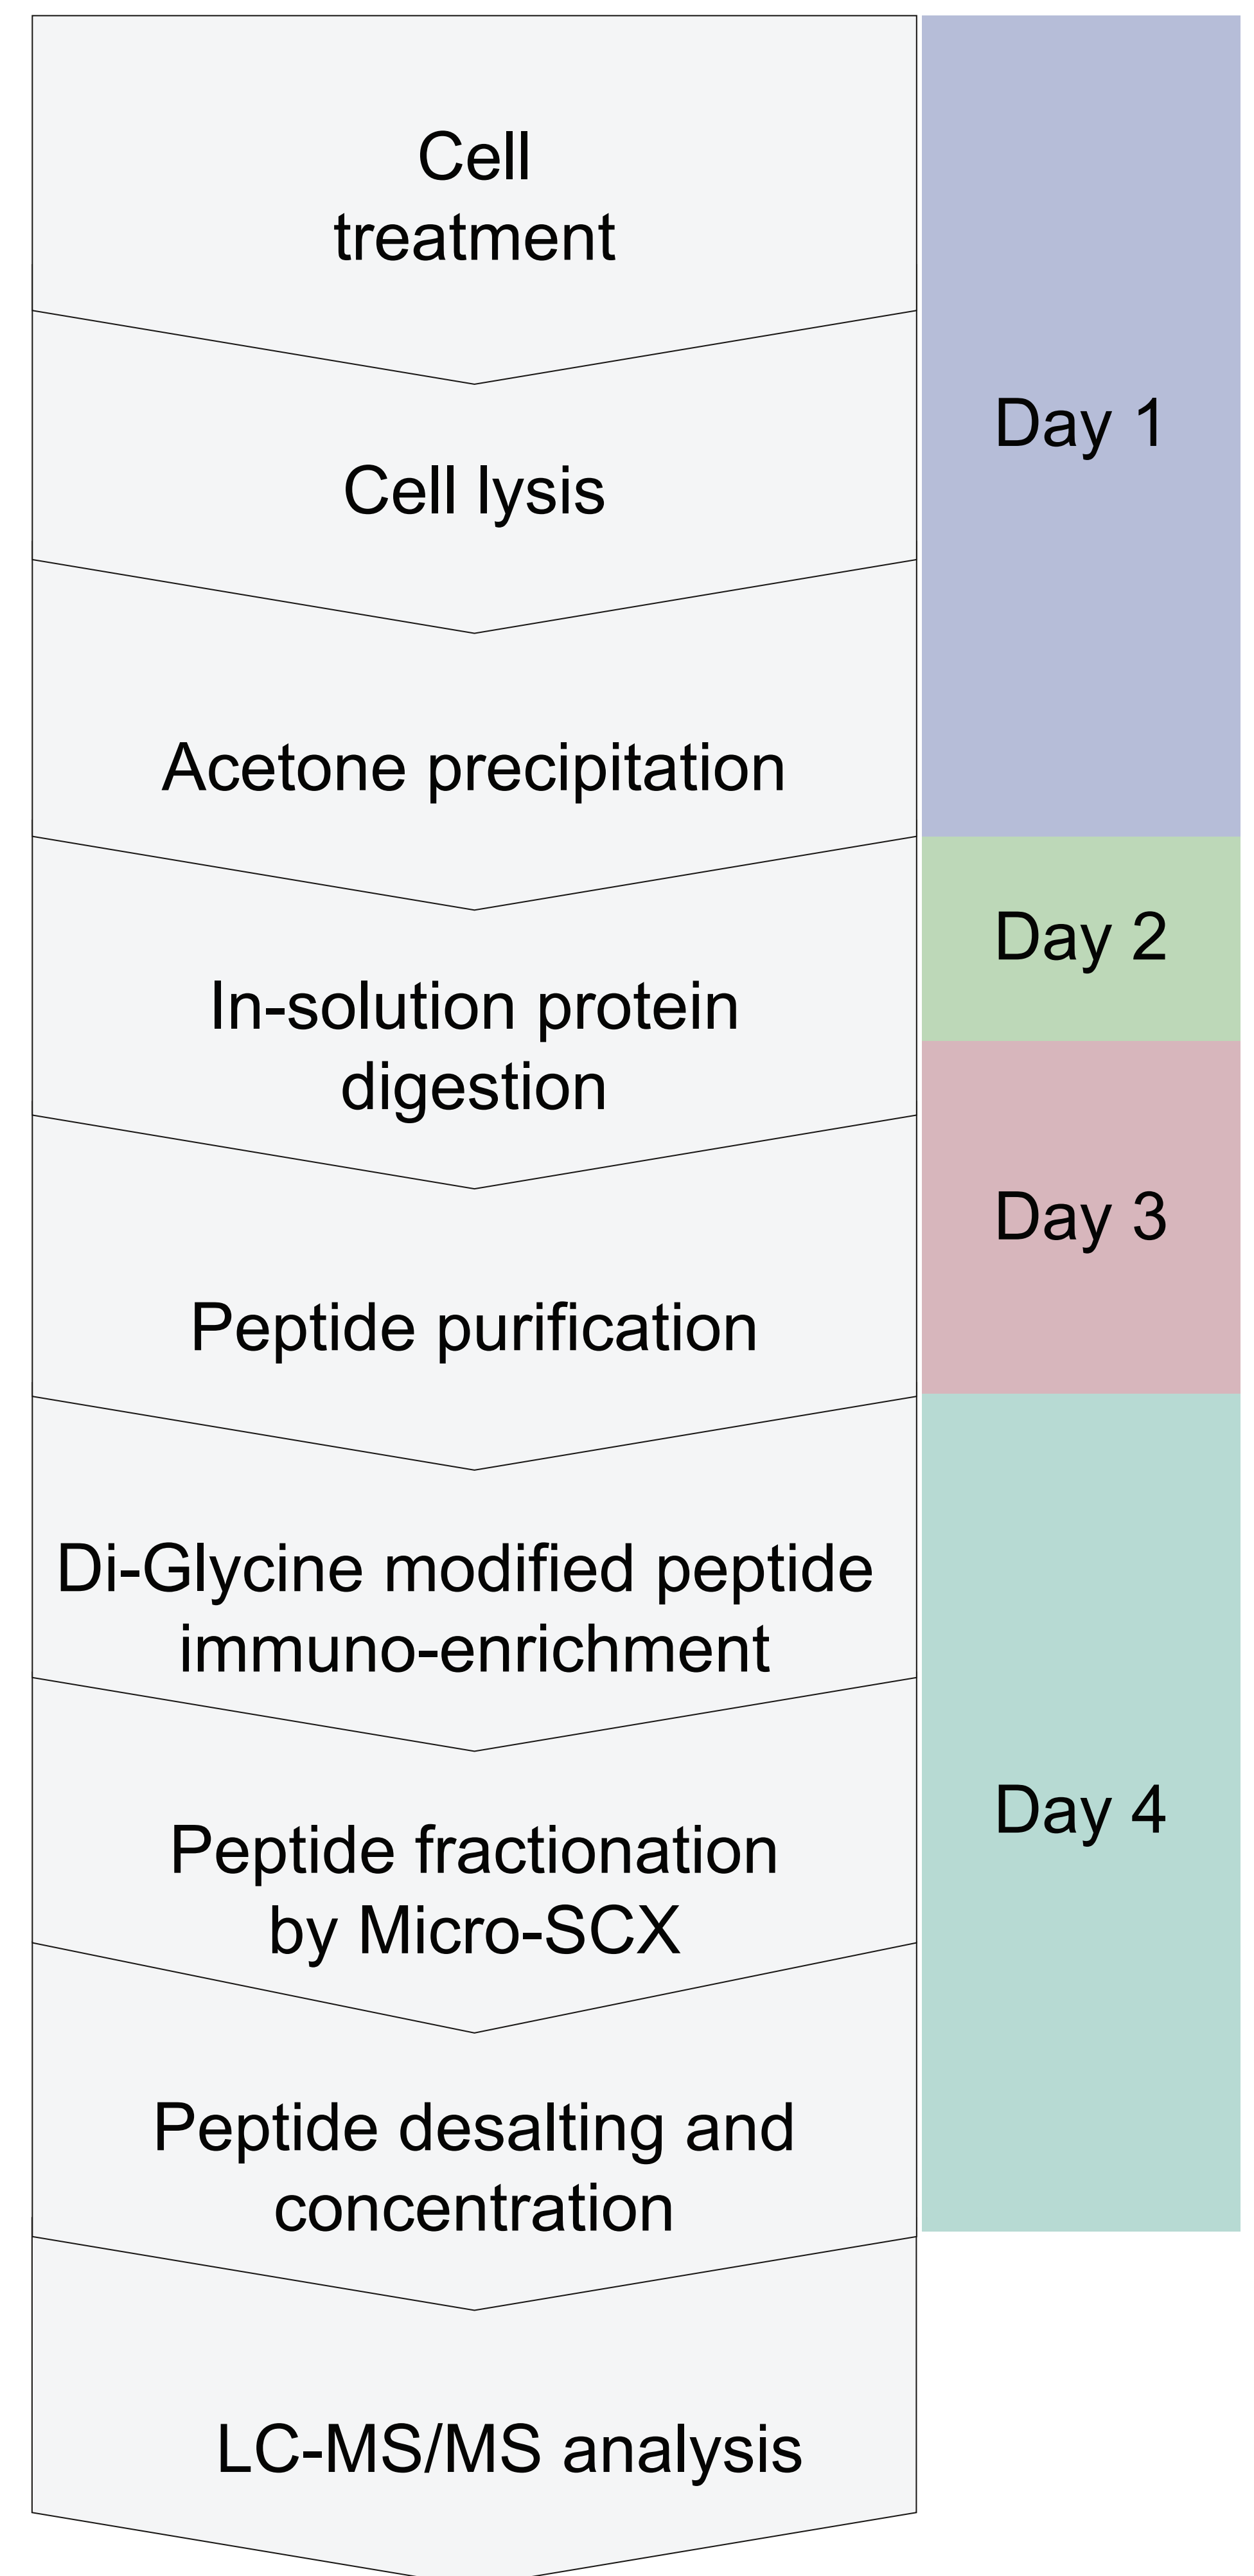 Cell
treatment
Cell lysis
Day 1
Acetone precipitation
Day 2
In-solution protein
digestion
Day 3
Peptide purification
Di-Glycine modified peptide
immuno-enrichment
Day 4
Peptide fractionation
by Micro-SCX
Peptide desalting and
concentration
LC-MS/MS analysis